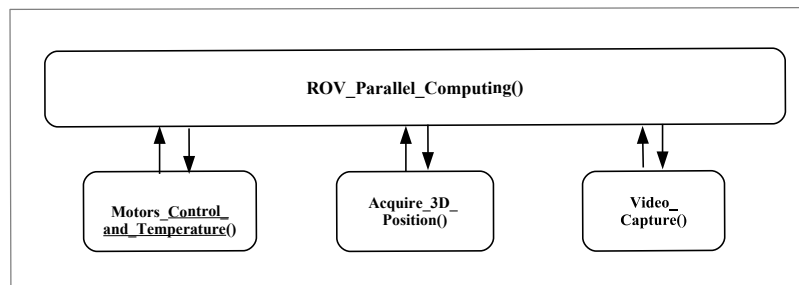 ROV_Parallel_Computing()
Motors_Control_
and_Temperature()
Acquire_3D_
Position()
Video_
Capture()